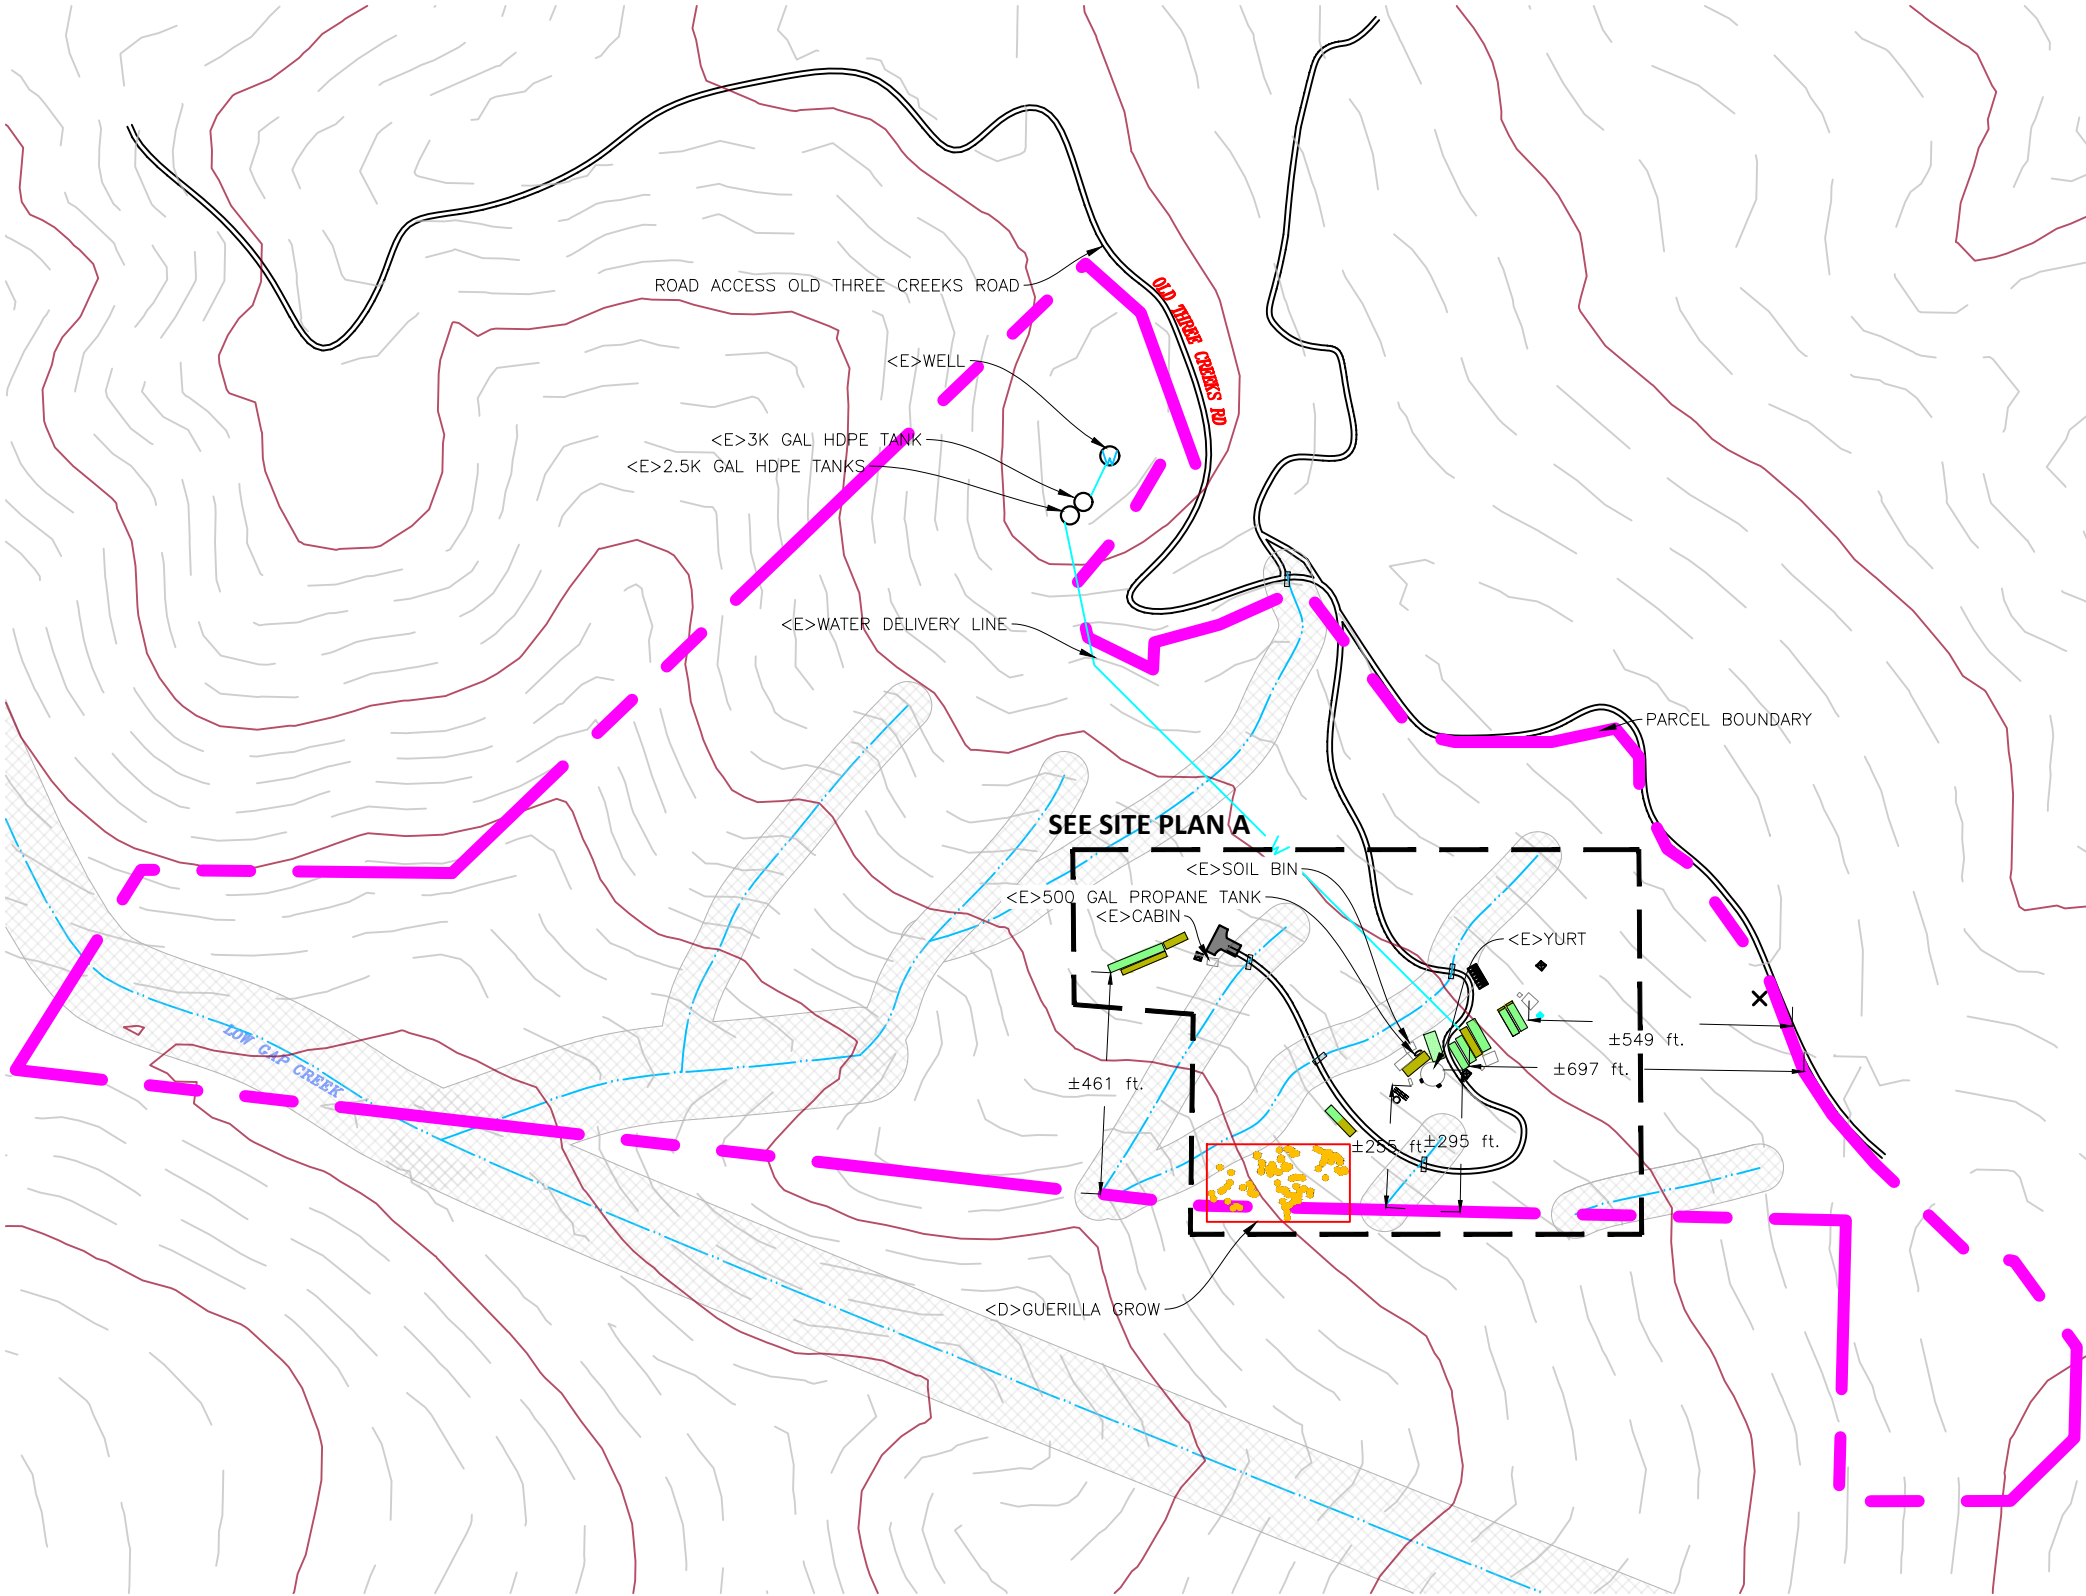 ROAD ACCESS OLD THREE CREEKS ROAD
OLD THREE CREEKS RD
<E>WELL
W
<E>3K GAL HDPE TANK
<E>2.5K GAL HDPE TANKS
<E>WATER DELIVERY LINE
PARCEL BOUNDARY
SEE SITE PLAN A
W
<E>SOIL BIN
<E>500 GAL PROPANE TANK
<E>CABIN
<E>YURT
LOW GAP CREEK
±549 ft.
±697 ft.
±461 ft.
±255 ft.
±295 ft.
<D>GUERILLA GROW